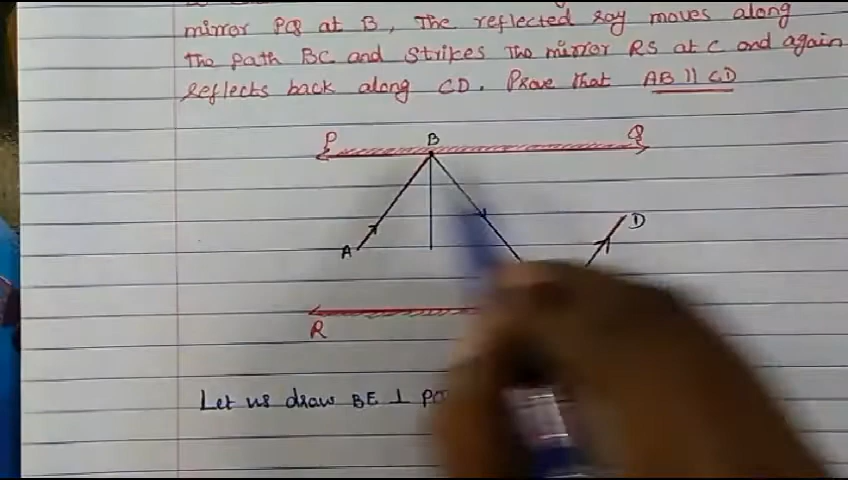 mirror PQ at B, The reflected ray moves along
the path BC and Strikes The mirror RS at C and again
reflects back along CD. Prove that AB || CD
P
B
Q
D
A
R
Let us draw BE ⊥ PQ